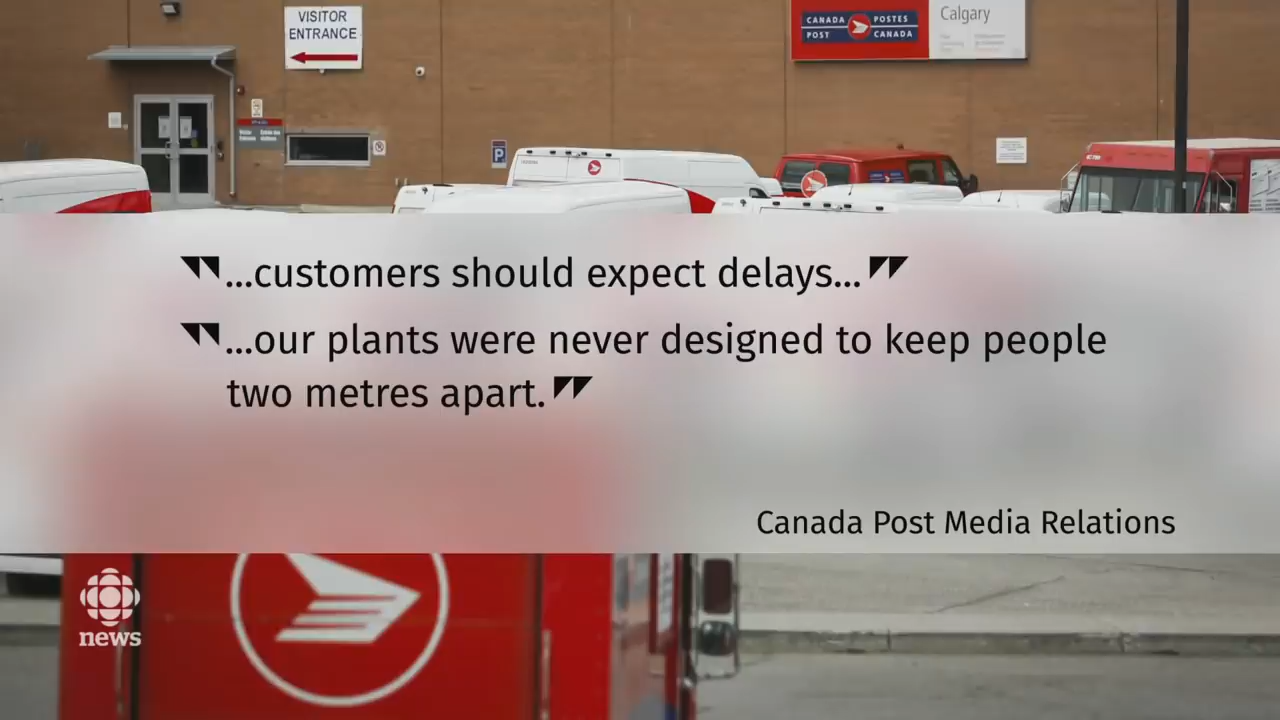 VISITOR
ENTRANCE
CANADA POSTES
POST CANADA
Calgary
P
"...customers should expect delays..."
"...our plants were never designed to keep people
two metres apart."
Canada Post Media Relations
news